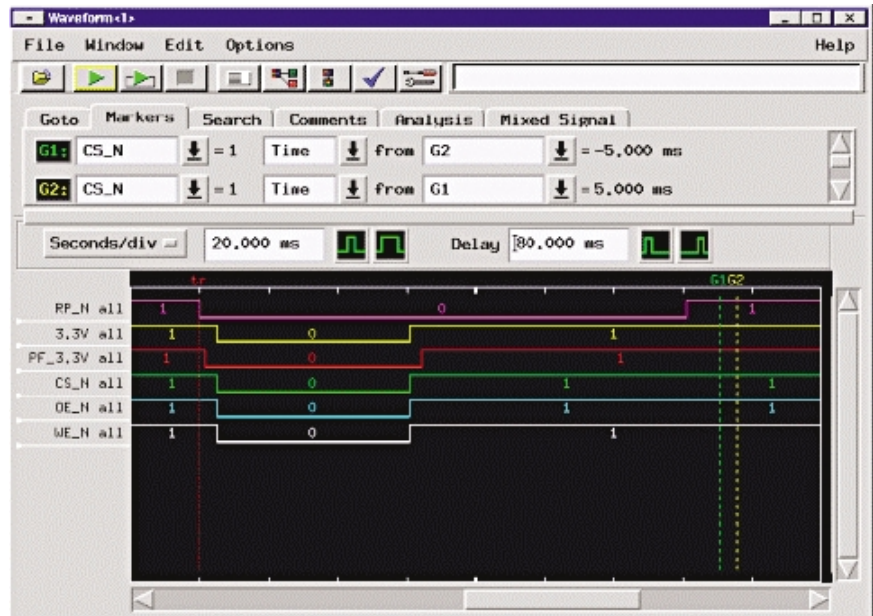 Waveform<1>
File Window Edit Options Help
Goto Markers Search Comments Analysis Mixed Signal
G1: CS_N = 1 Time from G2 = -5.000 ms
G2: CS_N = 1 Time from G1 = 5.000 ms
Seconds/div 20.000 ms Delay 80.000 ms
tr G1 G2
RP_N all 1 0 1
3.3V all 1 0 1
PF_3.3V all 1 0 1
CS_N all 1 0 1 1
OE_N all 1 0 1 1
WE_N all 1 0 1